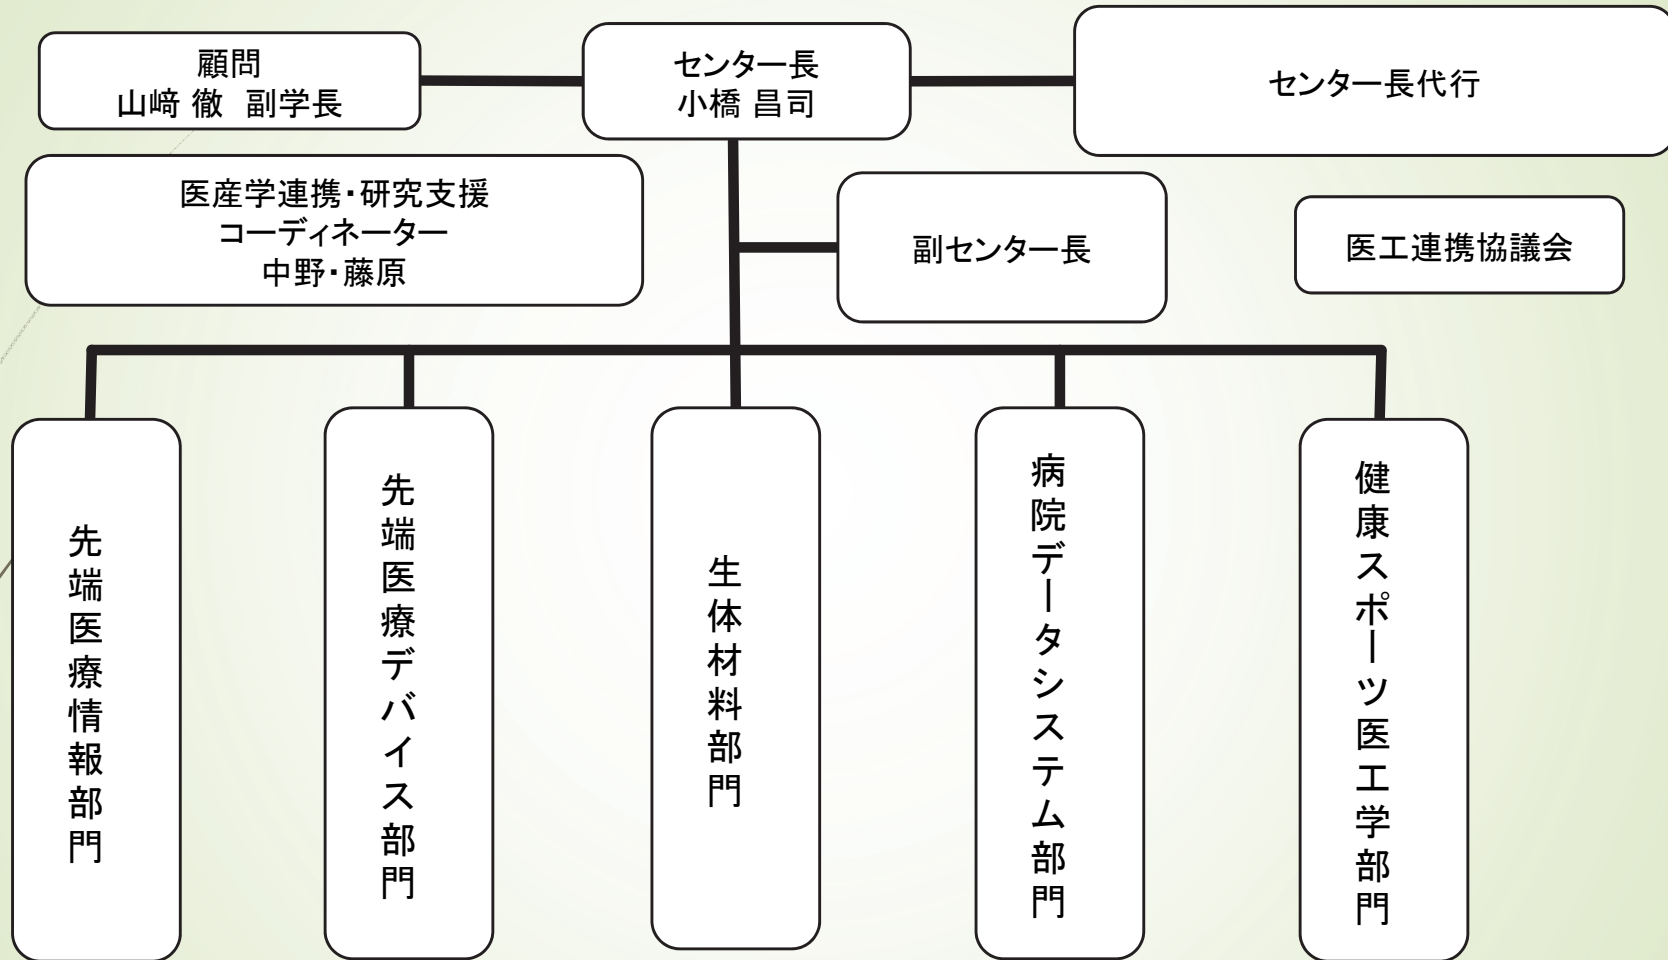 顧問
山﨑 徹 副学長
センター長
小橋 昌司
センター長代行
医産学連携・研究支援
コーディネーター
中野・藤原
副センター長
医工連携協議会
先端医療情報部門
先端医療デバイス部門
生体材料部門
病院データシステム部門
健康スポーツ医工学部門